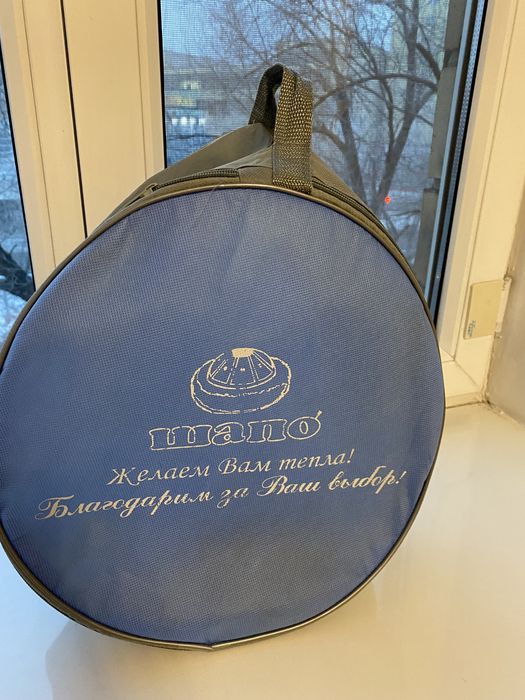 шапо́
Желаем Вам тепла!
Благодарим за Ваш выбор!